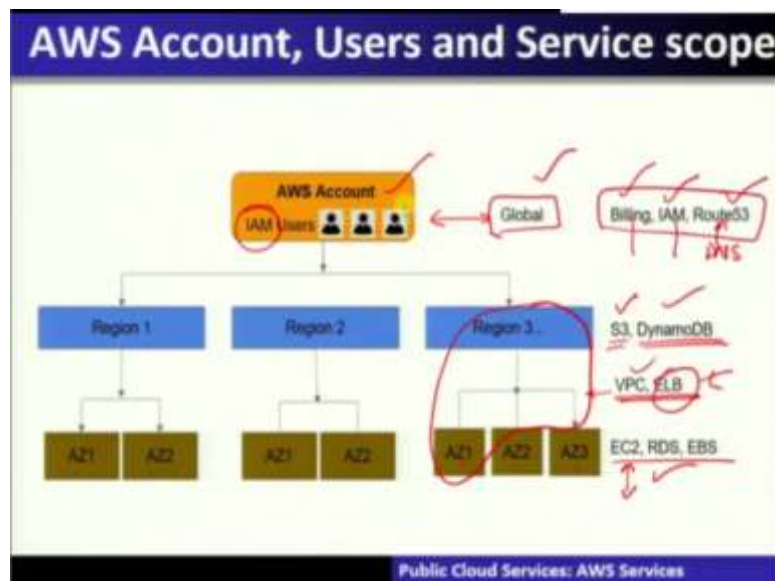 AWS Account, Users and Service scope
AWS Account
IAM Users
Global
Billing, IAM, Route53
DNS
Region 1
Region 2
Region 3...
S3, DynamoDB
VPC, ELB
AZ1
AZ2
AZ1
AZ2
AZ1
AZ2
AZ3
EC2, RDS, EBS
Public Cloud Services: AWS Services